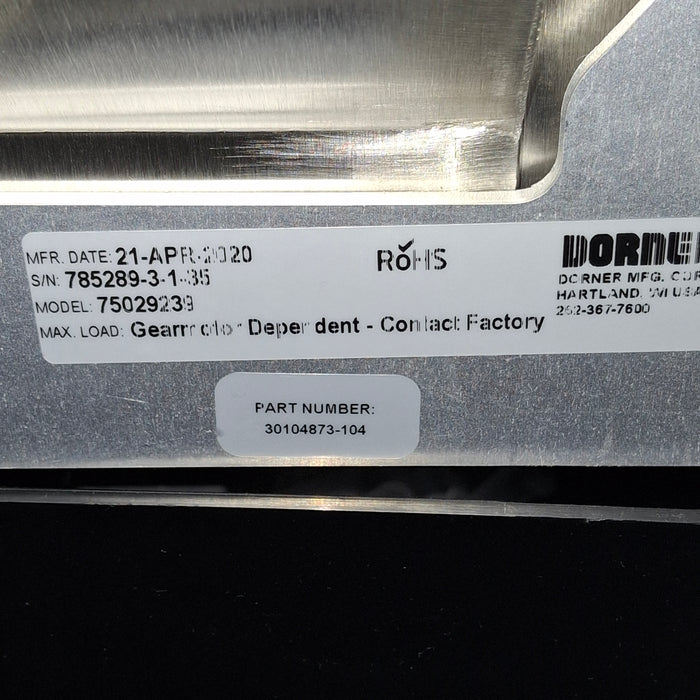 MFR. DATE: 21-APR-2020
S/N: 785289-3-1-35
MODEL: 75029239
MAX. LOAD: Gearmotor Dependent - Contact Factory
RoHS
DORNER
DORNER MFG. COR
HARTLAND, WI USA
262-367-7600
PART NUMBER:
30104873-104